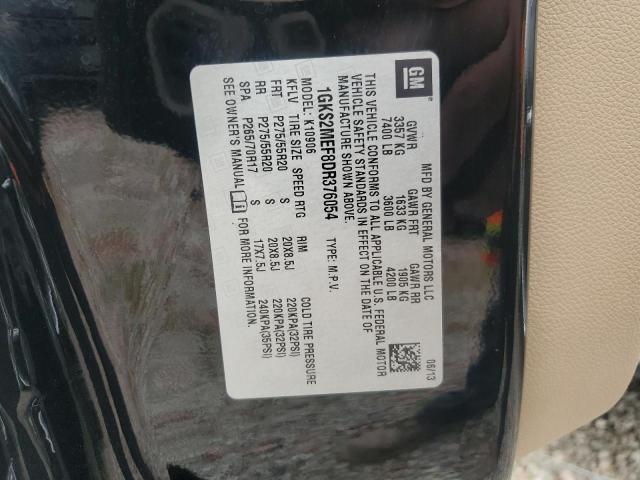 GM
MFD BY GENERAL MOTORS LLC 06/13
GVWR GAWR FRT GAWR RR
3357 KG 1633 KG 1905 KG
7400 LB 3600 LB 4200 LB
THIS VEHICLE CONFORMS TO ALL APPLICABLE U.S. FEDERAL MOTOR
VEHICLE SAFETY STANDARDS IN EFFECT ON THE DATE OF
MANUFACTURE SHOWN ABOVE.
1GKS2MEF8DR376054 TYPE: M.P.V.
MODEL: K10906
KFLV TIRE SIZE SPEED RTG RIM COLD TIRE PRESSURE
FRT P275/55R20 S 20X8.5J 220KPA(32PSI)
RR P275/55R20 S 20X8.5J 220KPA(32PSI)
SPA P265/70R17 S 17X7.5J 240KPA(35PSI)
SEE OWNER'S MANUAL FOR MORE INFORMATION.